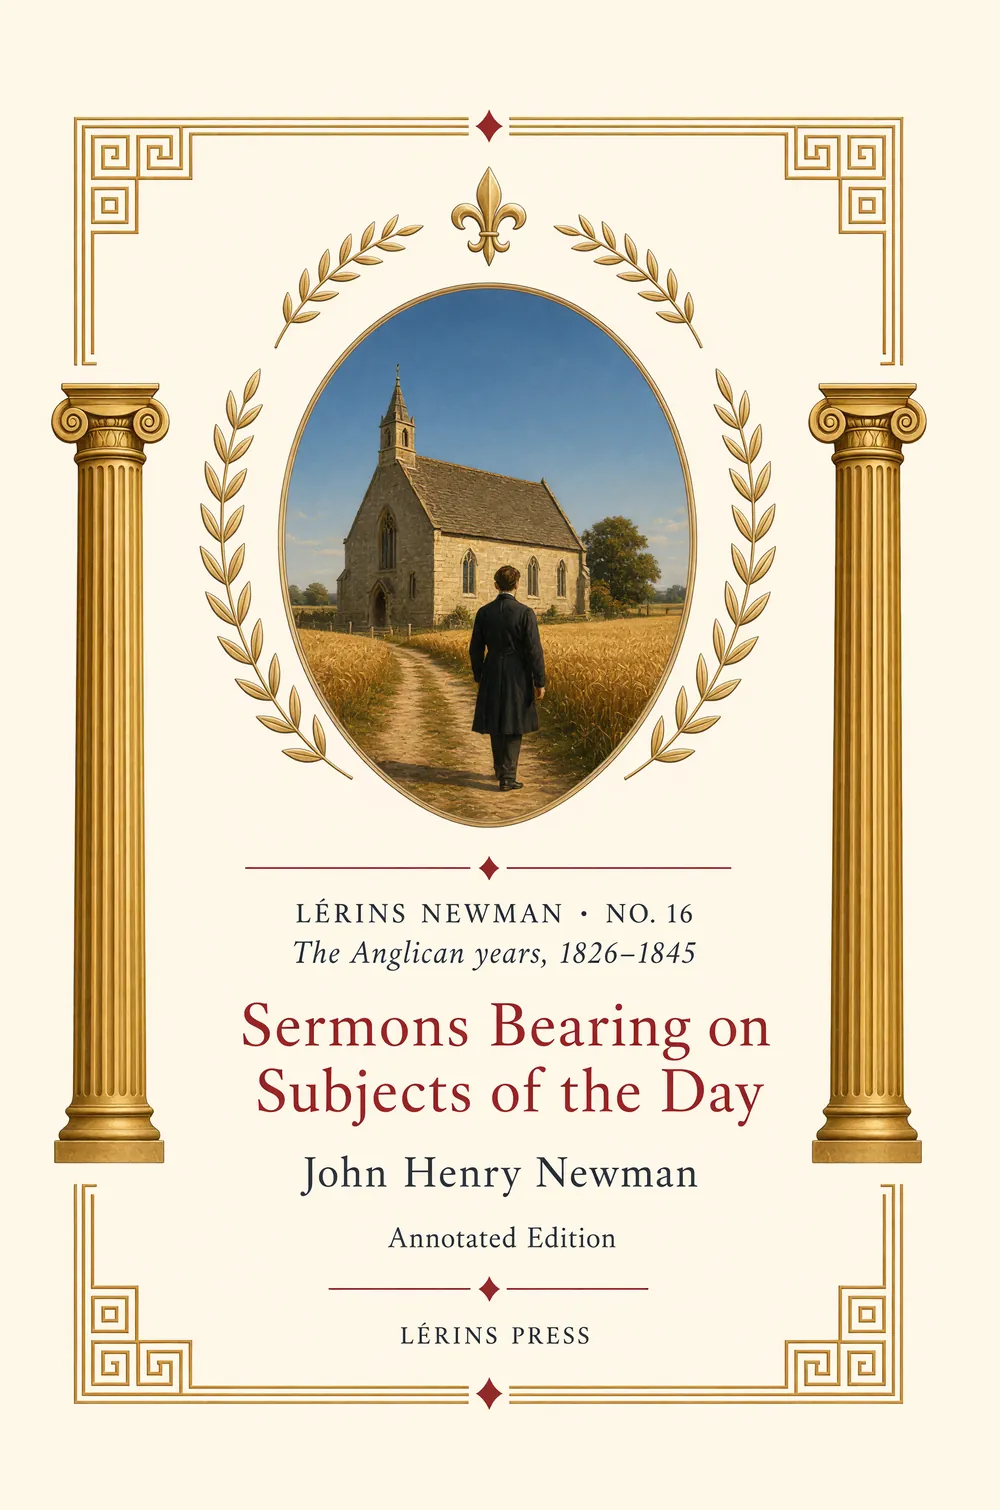 LÉRINS NEWMAN • NO. 16
The Anglican years, 1826–1845
Sermons Bearing on
Subjects of the Day
John Henry Newman
Annotated Edition
LÉRINS PRESS